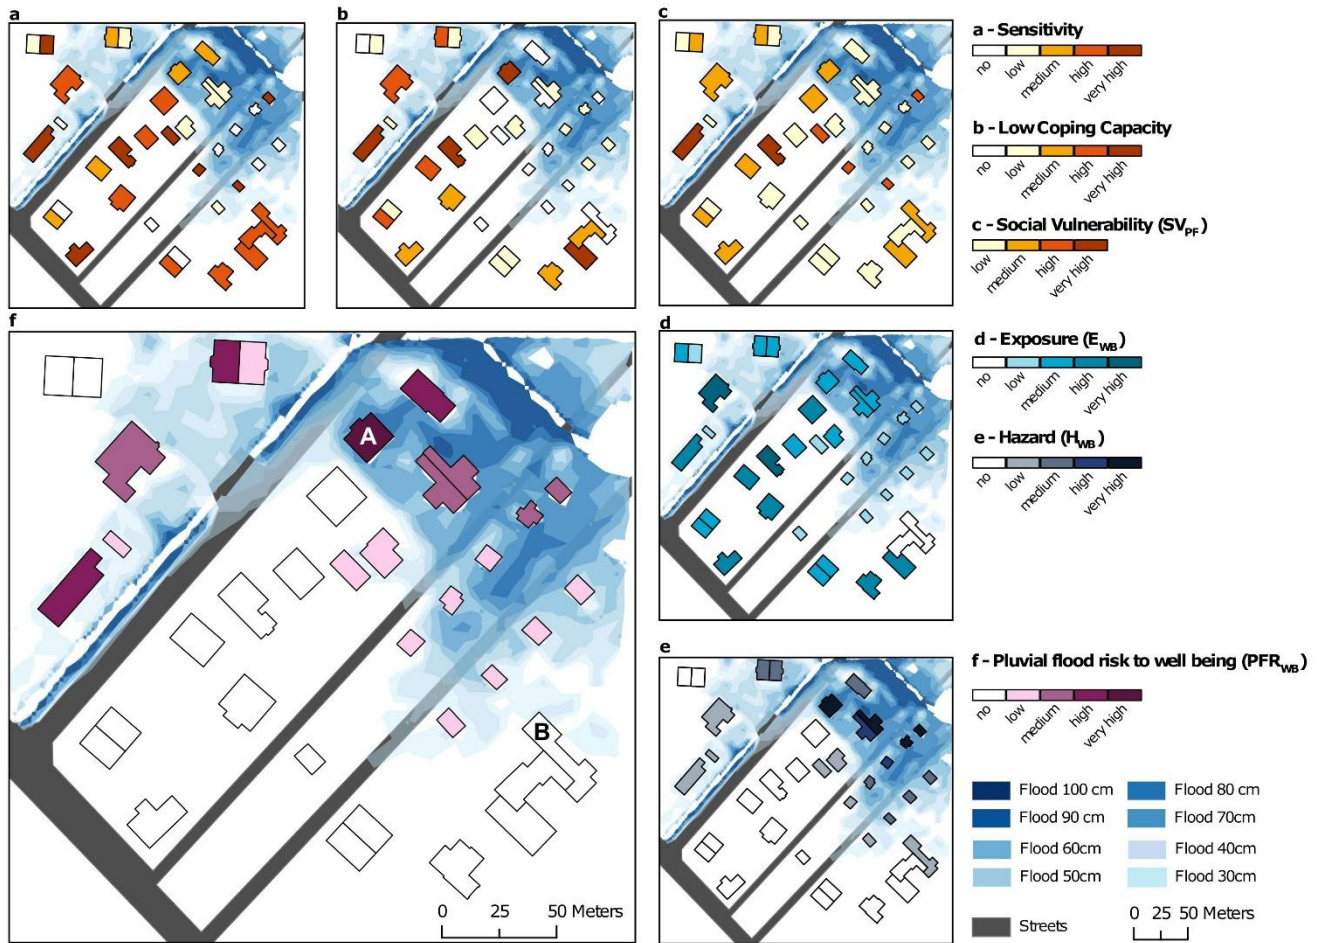 a
b
c
a - Sensitivity
no
low
medium
high
very high
b - Low Coping Capacity
no
low
medium
high
very high
c - Social Vulnerability (SVPF)
low
medium
high
very high
f
A
B
0 25 50 Meters
d
d - Exposure (EWB)
no
low
medium
high
very high
e - Hazard (HWB)
no
low
medium
high
very high
e
f - Pluvial flood risk to well being (PFRWB)
no
low
medium
high
very high
Flood 100 cm Flood 80 cm
Flood 90 cm Flood 70cm
Flood 60cm Flood 40cm
Flood 50cm Flood 30cm
Streets 0 25 50 Meters